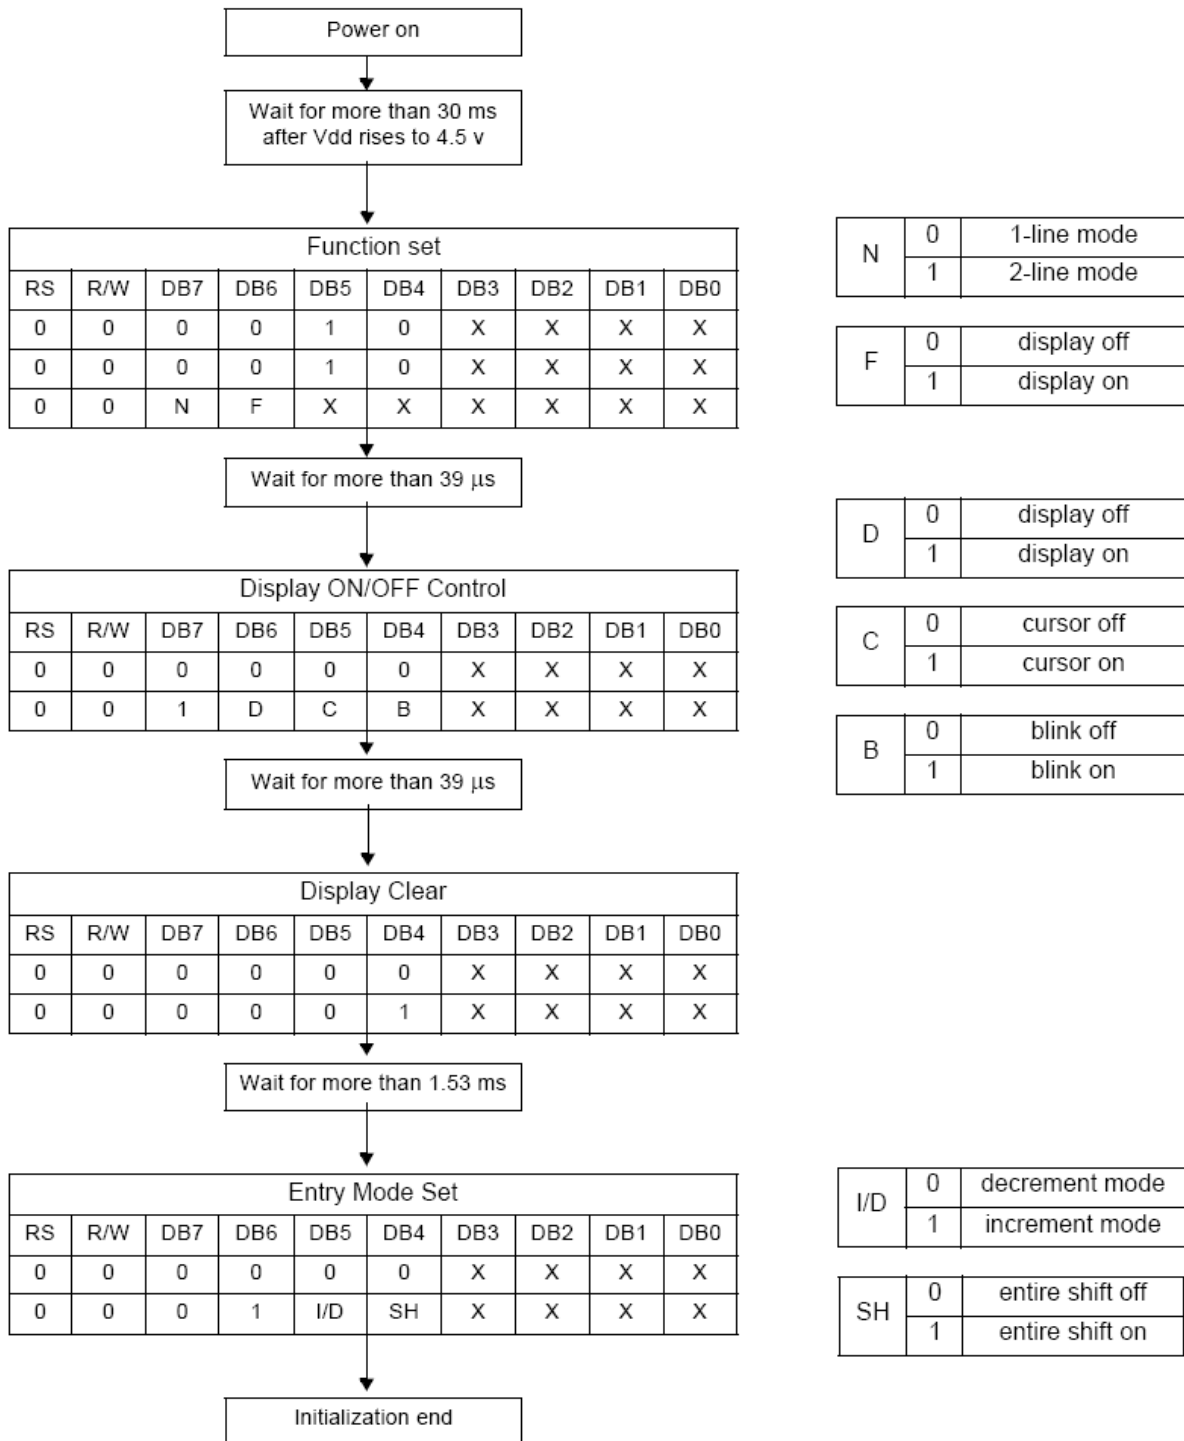 Power on
Wait for more than 30 ms
after Vdd rises to 4.5 v
Function set
RS R/W DB7 DB6 DB5 DB4 DB3 DB2 DB1 DB0
0 0 0 0 1 0 X X X X
0 0 0 0 1 0 X X X X
0 0 N F X X X X X X
N
0 1-line mode
1 2-line mode
F
0 display off
1 display on
Wait for more than 39 μs
Display ON/OFF Control
RS R/W DB7 DB6 DB5 DB4 DB3 DB2 DB1 DB0
0 0 0 0 0 0 X X X X
0 0 1 D C B X X X X
D
0 display off
1 display on
C
0 cursor off
1 cursor on
B
0 blink off
1 blink on
Wait for more than 39 μs
Display Clear
RS R/W DB7 DB6 DB5 DB4 DB3 DB2 DB1 DB0
0 0 0 0 0 0 X X X X
0 0 0 0 0 1 X X X X
Wait for more than 1.53 ms
Entry Mode Set
RS R/W DB7 DB6 DB5 DB4 DB3 DB2 DB1 DB0
0 0 0 0 0 0 X X X X
0 0 0 1 I/D SH X X X X
I/D
0 decrement mode
1 increment mode
SH
0 entire shift off
1 entire shift on
Initialization end